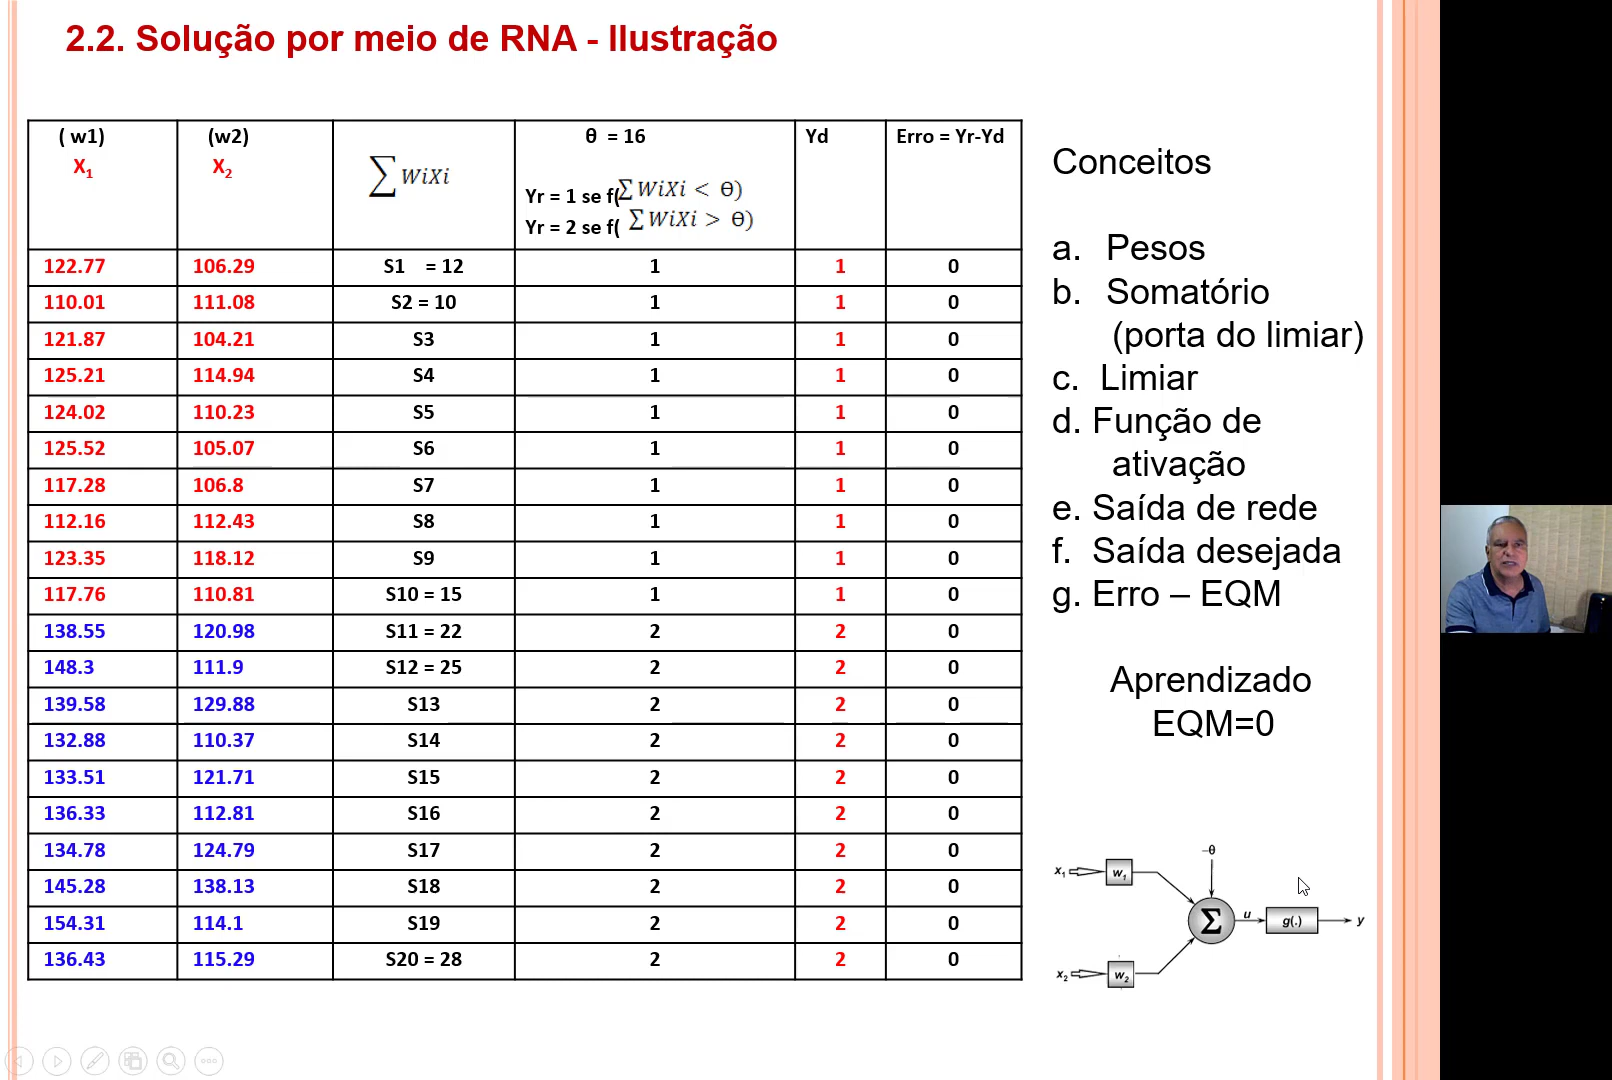 2.2. Solução por meio de RNA - Ilustração
( w1) (w2) θ = 16 Yd Erro = Yr-Yd
X1 X2 ∑ WiXi
Yr = 1 se f(∑ WiXi < ϴ)
Yr = 2 se f( ∑ WiXi > ϴ)
122.77 106.29 S1 = 12 1 1 0
110.01 111.08 S2 = 10 1 1 0
121.87 104.21 S3 1 1 0
125.21 114.94 S4 1 1 0
124.02 110.23 S5 1 1 0
125.52 105.07 S6 1 1 0
117.28 106.8 S7 1 1 0
112.16 112.43 S8 1 1 0
123.35 118.12 S9 1 1 0
117.76 110.81 S10 = 15 1 1 0
138.55 120.98 S11 = 22 2 2 0
148.3 111.9 S12 = 25 2 2 0
139.58 129.88 S13 2 2 0
132.88 110.37 S14 2 2 0
133.51 121.71 S15 2 2 0
136.33 112.81 S16 2 2 0
134.78 124.79 S17 2 2 0
145.28 138.13 S18 2 2 0
154.31 114.1 S19 2 2 0
136.43 115.29 S20 = 28 2 2 0
Conceitos
a. Pesos
b. Somatório
(porta do limiar)
c. Limiar
d. Função de
ativação
e. Saída de rede
f. Saída desejada
g. Erro – EQM
Aprendizado
EQM=0
–θ
x1 w1
Σ u g(.) y
x2 w2